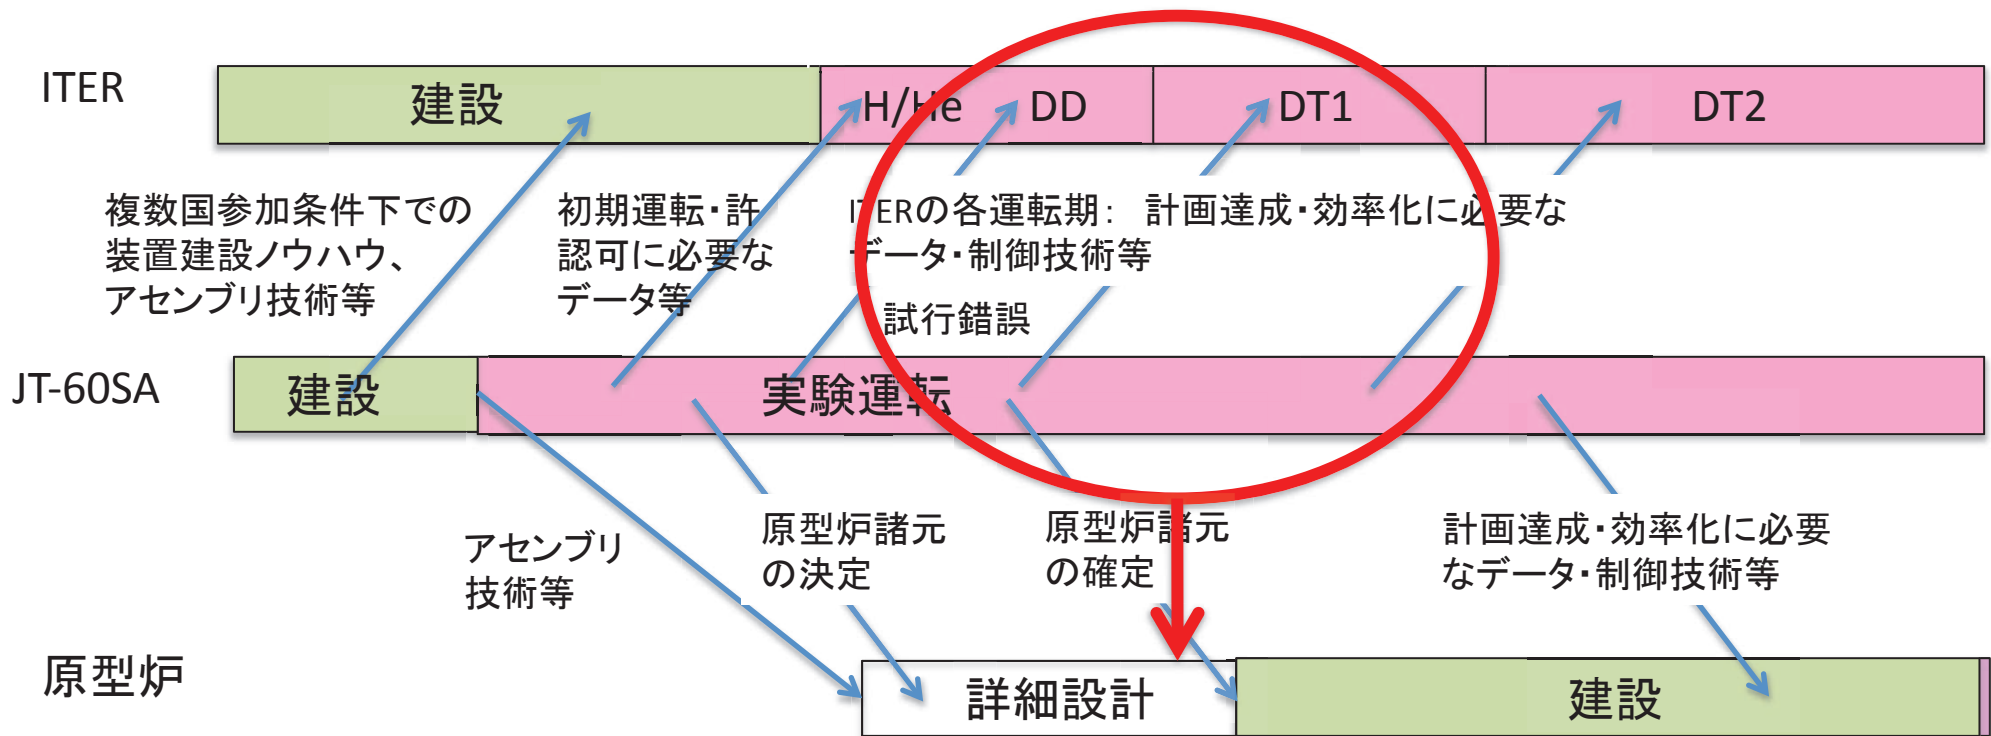 ITER
建設
H/He
DD
DT1
DT2
複数国参加条件下での
装置建設ノウハウ、
アセンブリ技術等
初期運転・許
認可に必要な
データ等
ITERの各運転期: 計画達成・効率化に必要な
データ・制御技術等
試行錯誤
JT-60SA
建設
実験運転
アセンブリ
技術等
原型炉諸元
の決定
原型炉諸元
の確定
計画達成・効率化に必要
なデータ・制御技術等
原型炉
詳細設計
建設